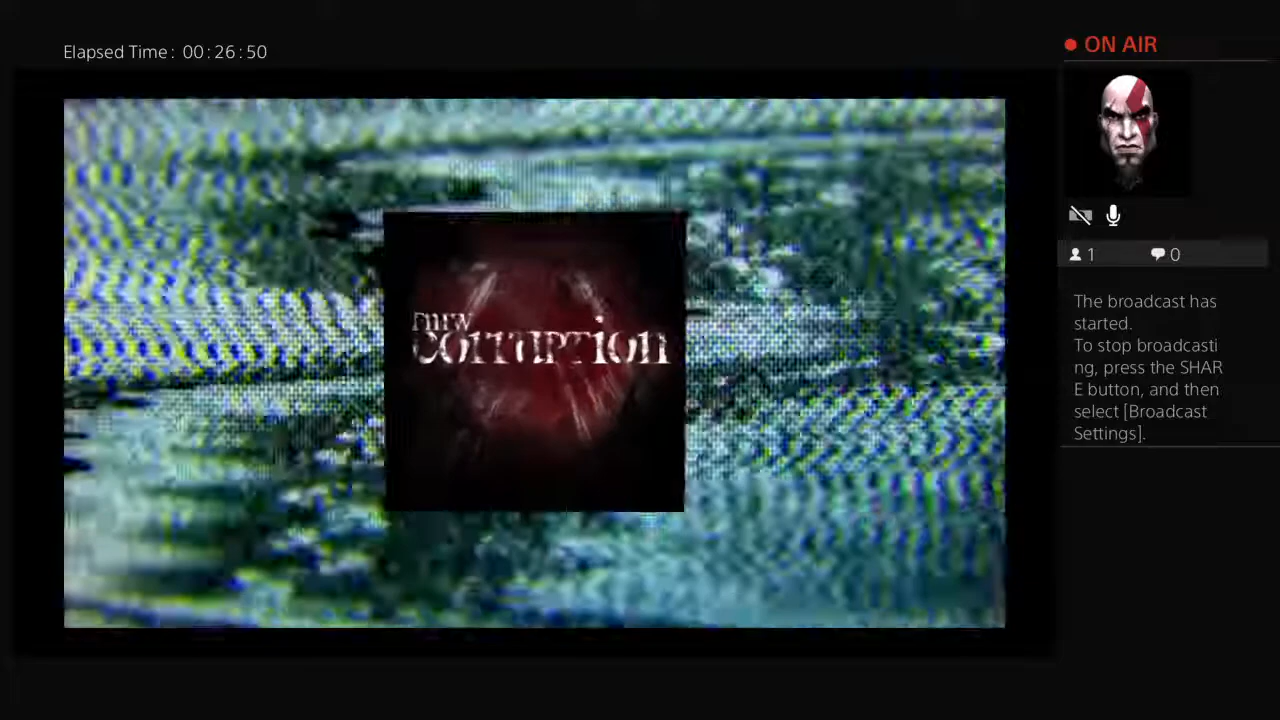 Elapsed Time: 00:26:50
ON AIR
1 0
The broadcast has
started.
To stop broadcasti
ng, press the SHAR
E button, and then
select [Broadcast
Settings].
corruption